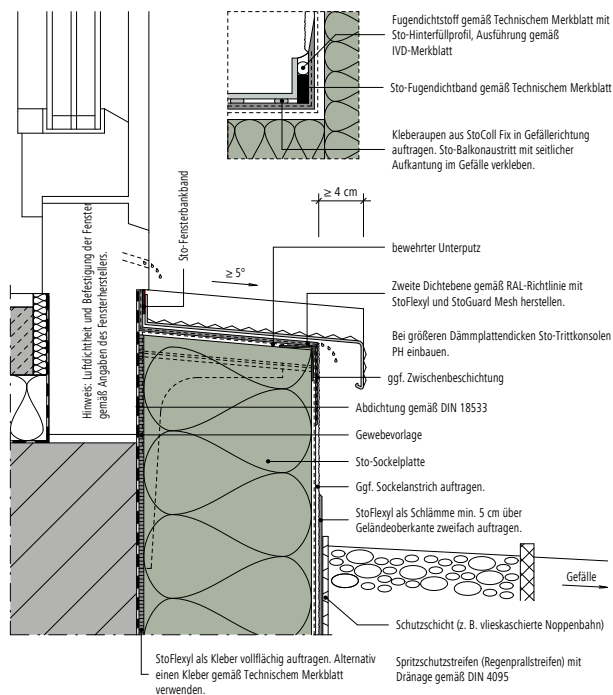 Fugendichtstoff gemäß Technischem Merkblatt mit
Sto-Hinterfüllprofil, Ausführung gemäß
IVD-Merkblatt
Sto-Fugendichtband gemäß Technischem Merkblatt
Kleberaupen aus StoColl Fix in Gefällerichtung
auftragen. Sto-Balkonaustritt mit seitlicher
Aufkantung im Gefälle verkleben.
≥ 4 cm
Hinweis: Luftdichtheit und Befestigung der Fenster
gemäß Angaben des Fensterherstellers.
Sto-Fensterbankband
≥ 5°
bewehrter Unterputz
Zweite Dichtebene gemäß RAL-Richtlinie mit
StoFlexyl und StoGuard Mesh herstellen.
Bei größeren Dämmplattendicken Sto-Trittkonsolen
PH einbauen.
ggf. Zwischenbeschichtung
Abdichtung gemäß DIN 18533
Gewebevorlage
Sto-Sockelplatte
Ggf. Sockelanstrich auftragen.
StoFlexyl als Schlämme min. 5 cm über
Geländeoberkante zweifach auftragen.
Gefälle
Schutzschicht (z. B. vlieskaschierte Noppenbahn)
StoFlexyl als Kleber vollflächig auftragen. Alternativ
einen Kleber gemäß Technischem Merkblatt
verwenden.
Spritzschutzstreifen (Regenprallstreifen) mit
Dränage gemäß DIN 4095